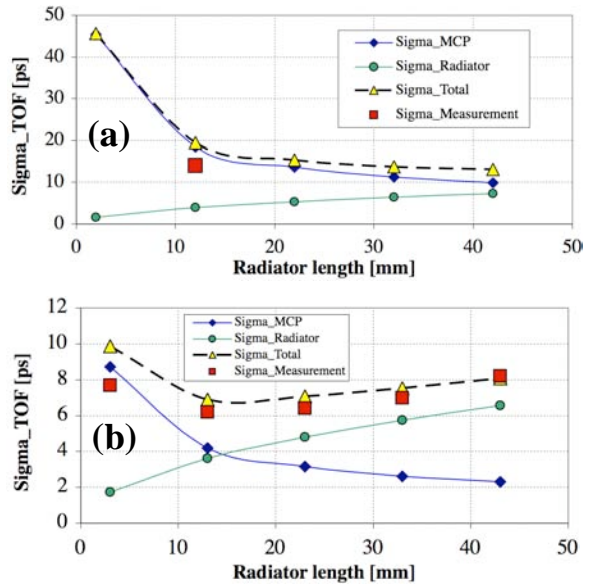 50
40
30
20
10
0
Sigma_TOF [ps]
(a)
Sigma_MCP
Sigma_Radiator
Sigma_Total
Sigma_Measurement
0 10 20 30 40 50
Radiator length [mm]
12
10
8
6
4
2
0
Sigma_TOF [ps]
(b)
Sigma_MCP
Sigma_Radiator
Sigma_Total
Sigma_Measurement
0 10 20 30 40 50
Radiator length [mm]